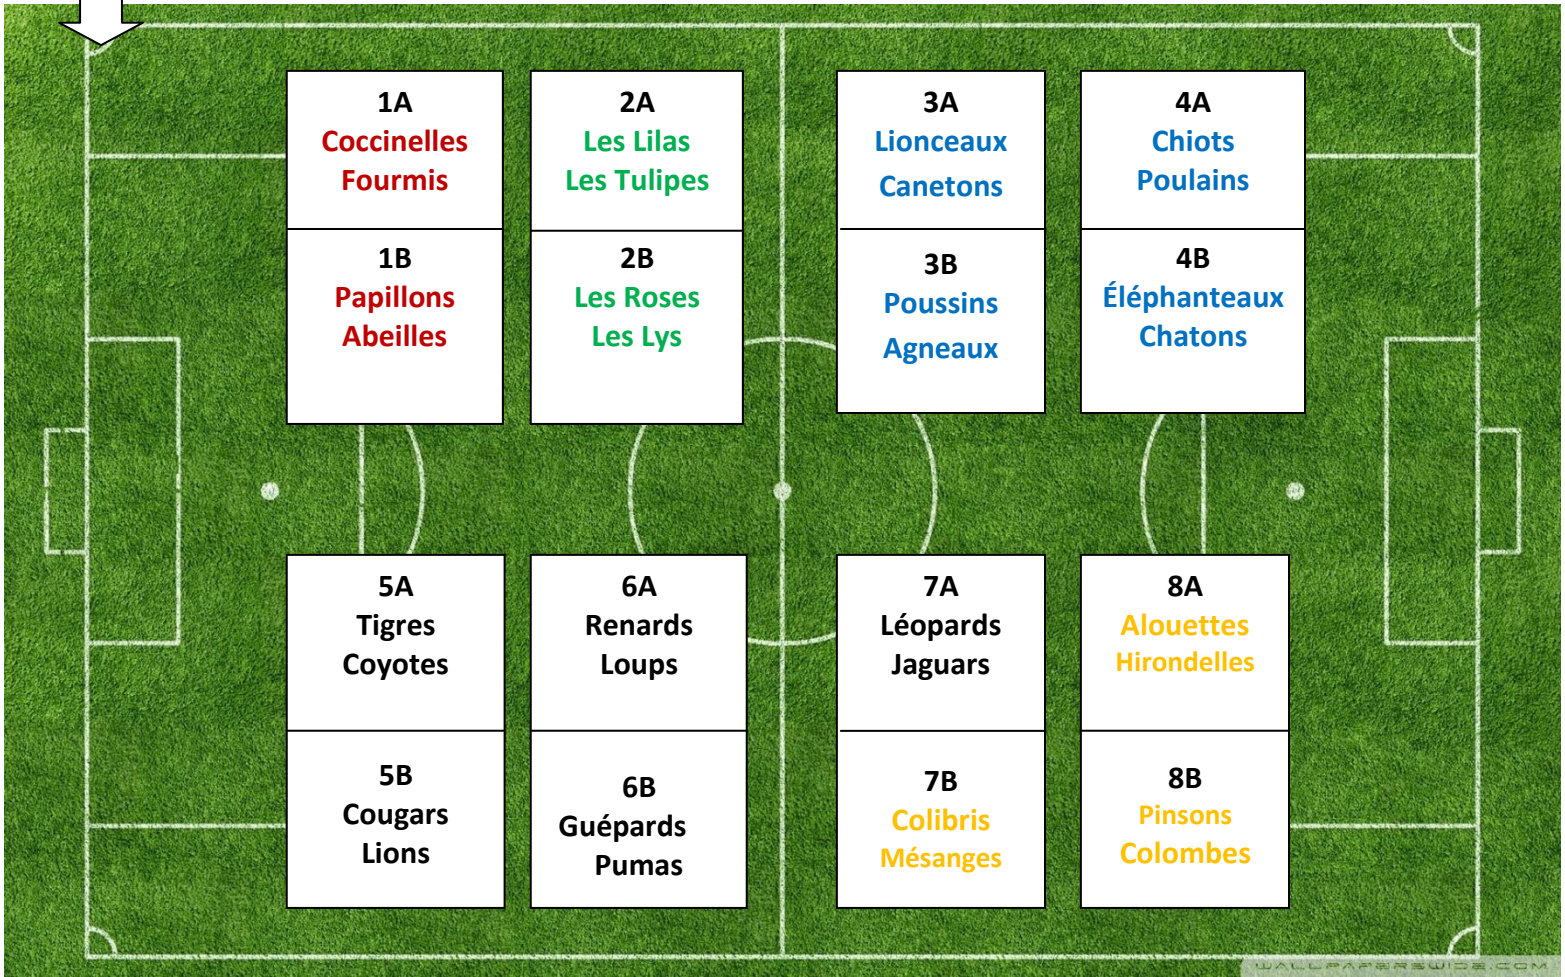 1A
Coccinelles
Fourmis
1B
Papillons
Abeilles
2A
Les Lilas
Les Tulipes
2B
Les Roses
Les Lys
3A
Lionceaux
Canetons
3B
Poussins
Agneaux
4A
Chiots
Poulains
4B
Éléphanteaux
Chatons
5A
Tigres
Coyotes
5B
Cougars
Lions
6A
Renards
Loups
6B
Guépards
Pumas
7A
Léopards
Jaguars
7B
Colibris
Mésanges
8A
Alouettes
Hirondelles
8B
Pinsons
Colombes
WALLPAPERSWIDE.COM